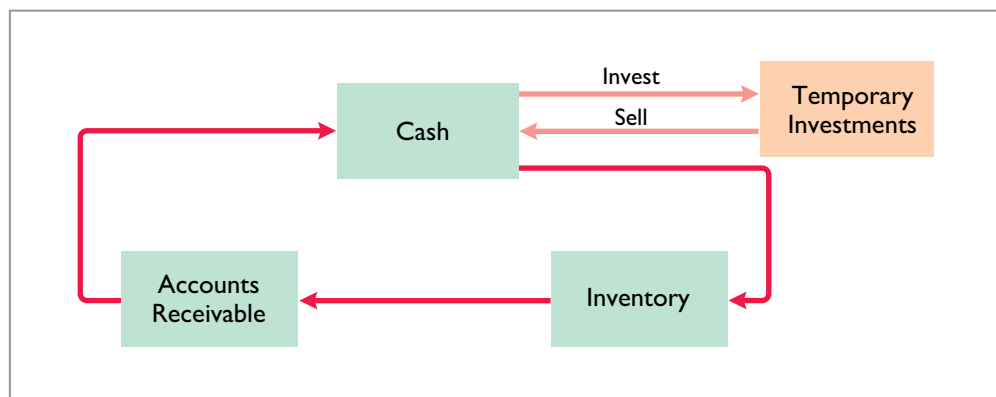 Invest
Temporary
Investments
Cash
Sell
Accounts
Receivable
Inventory